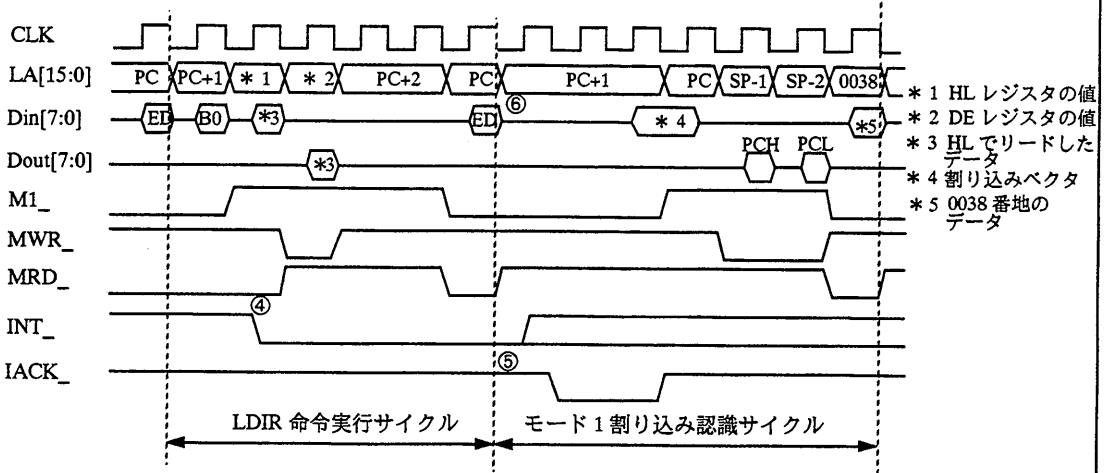 CLK
LA[15:0] PC PC+1 *1 *2 PC+2 PC PC+1 PC SP-1 SP-2 0038
⑥
Din[7:0] ED B0 *3 ED *4 *5
Dout[7:0] *3 PCH PCL
M1_
MWR_
MRD_
④
INT_
⑤
IACK_
LDIR 命令実行サイクル モード1割り込み認識サイクル
*1 HL レジスタの値
*2 DE レジスタの値
*3 HL でリードした
データ
*4 割り込みベクタ
*5 0038 番地の
データ